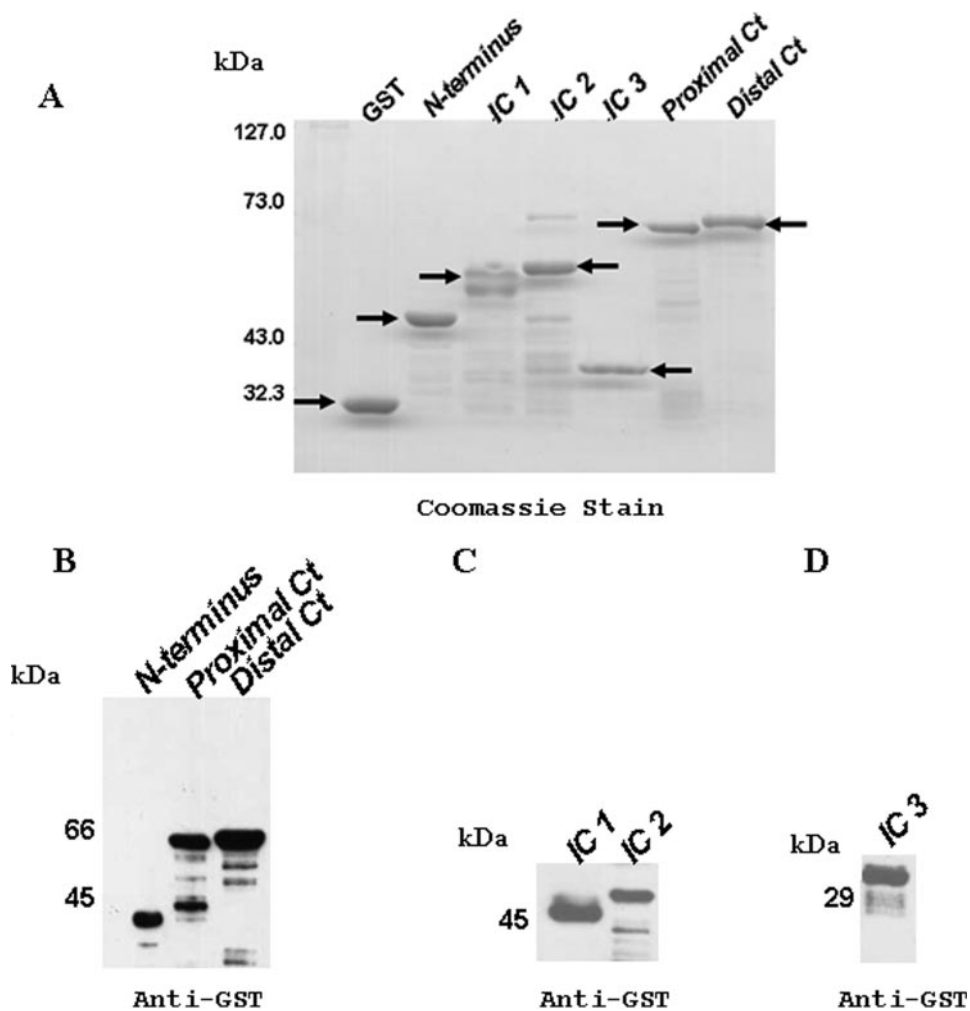 A
kDa
GST
N-terminus
.IC 1
.IC 2
.IC 3
Proximal Ct
Distal Ct
127.0
73.0
43.0
32.3
Coomassie Stain
B
kDa
N-terminus
Proximal Ct
Distal Ct
66
45
Anti-GST
C
kDa
IC 1
IC 2
45
Anti-GST
D
kDa
IC 3
29
Anti-GST